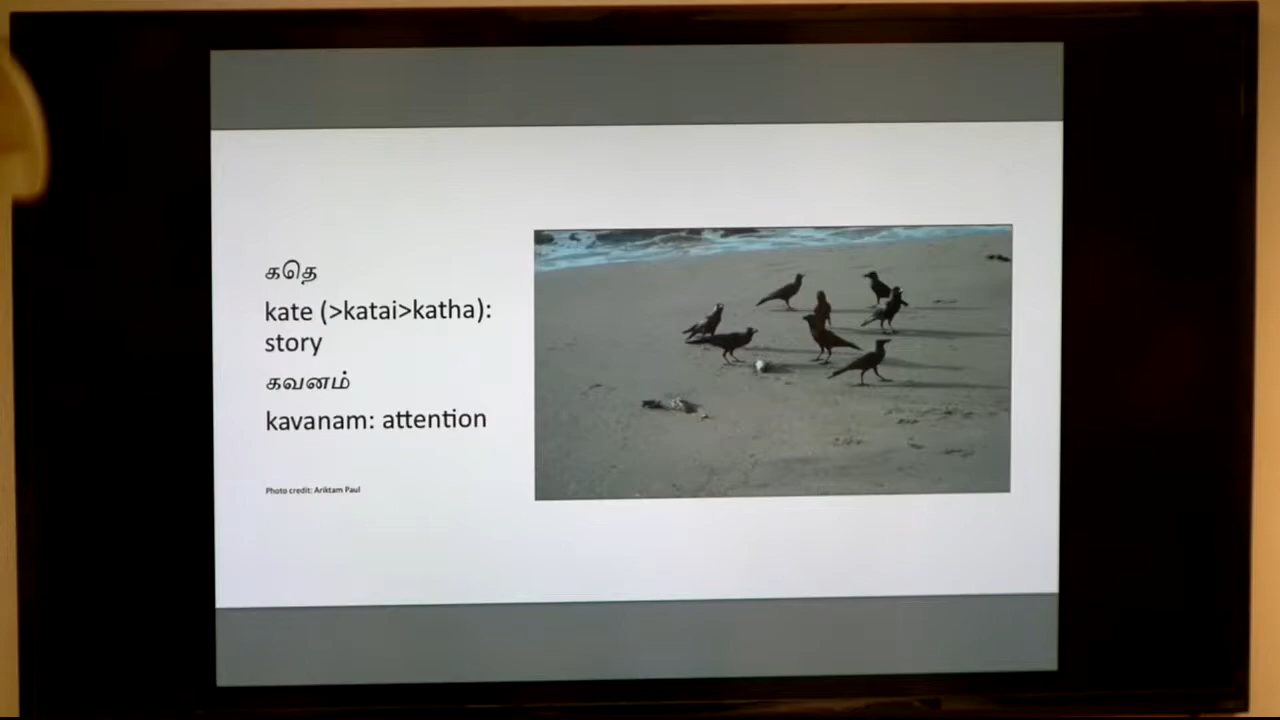 கதெ
kate (>katai>katha):
story
கவனம்
kavanam: attention
Photo credit: Ariktam Paul